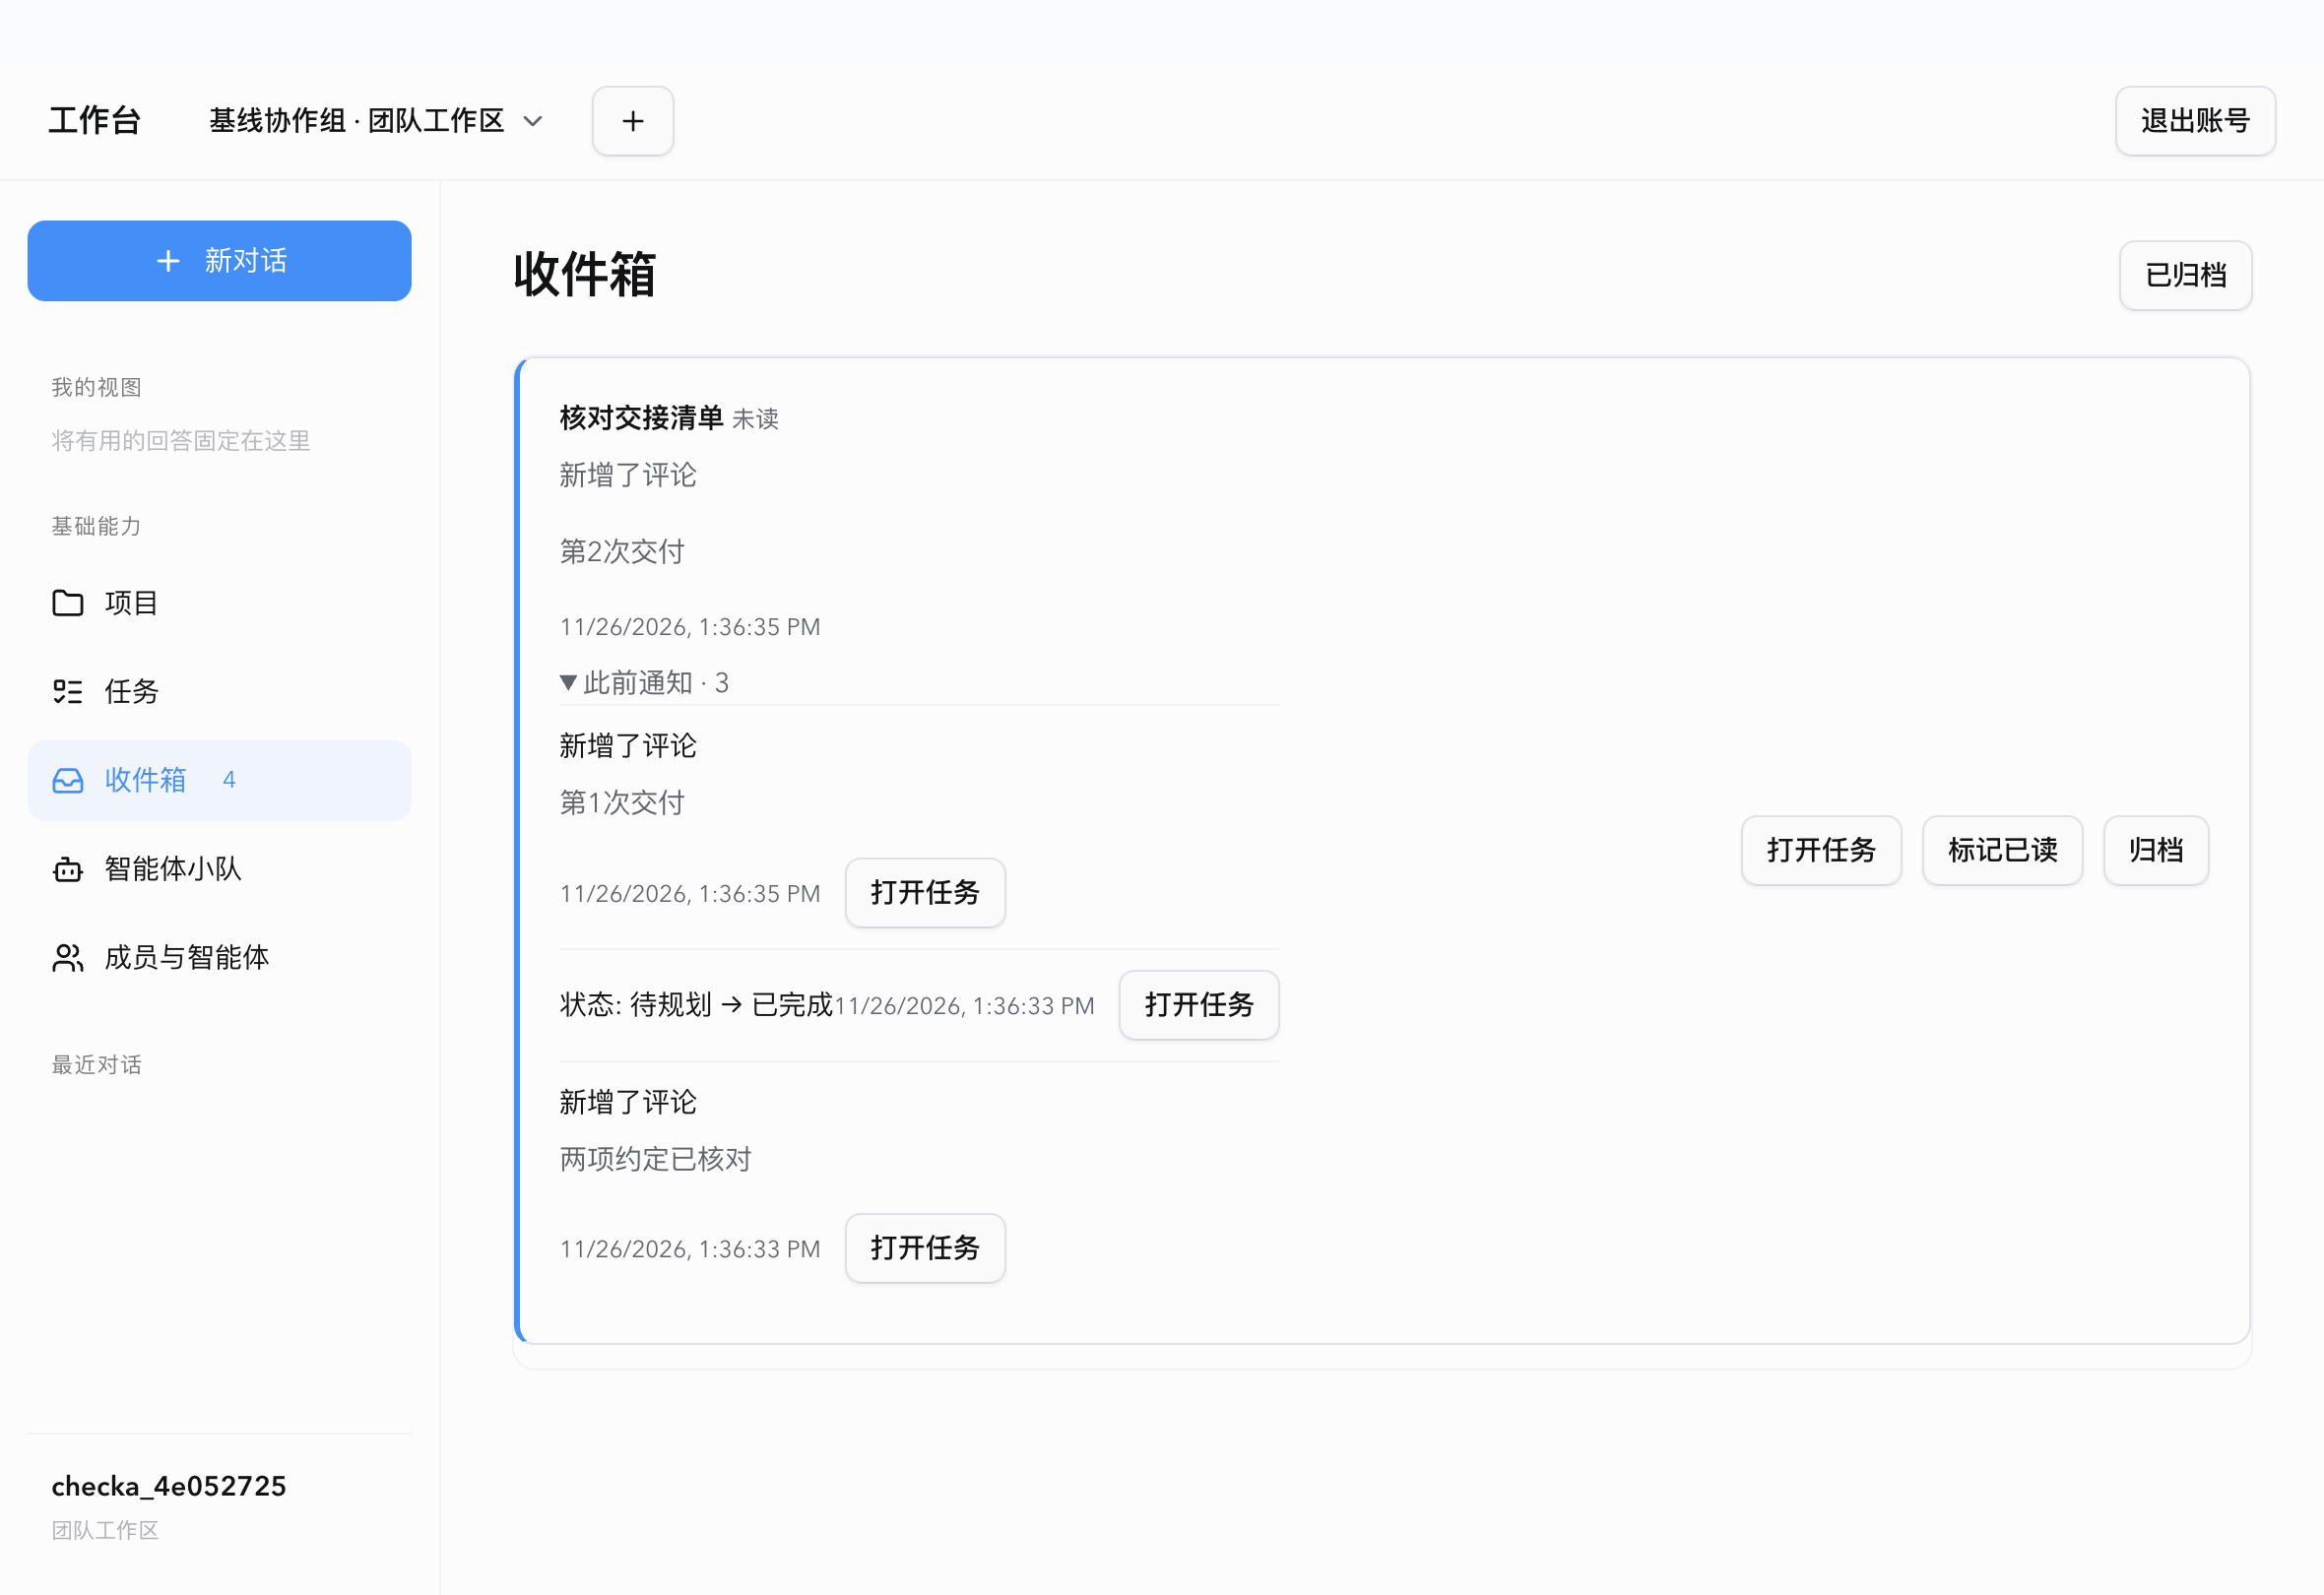 工作台
基线协作组 · 团队工作区
退出账号
新对话
我的视图
将有用的回答固定在这里
基础能力
项目
任务
收件箱 4
智能体小队
成员与智能体
最近对话
checka_4e052725
团队工作区
收件箱
已归档
核对交接清单 未读
新增了评论
第2次交付
11/26/2026, 1:36:35 PM
▼ 此前通知 · 3
新增了评论
第1次交付
11/26/2026, 1:36:35 PM 打开任务
状态: 待规划 → 已完成11/26/2026, 1:36:33 PM 打开任务
新增了评论
两项约定已核对
11/26/2026, 1:36:33 PM 打开任务
打开任务 标记已读 归档